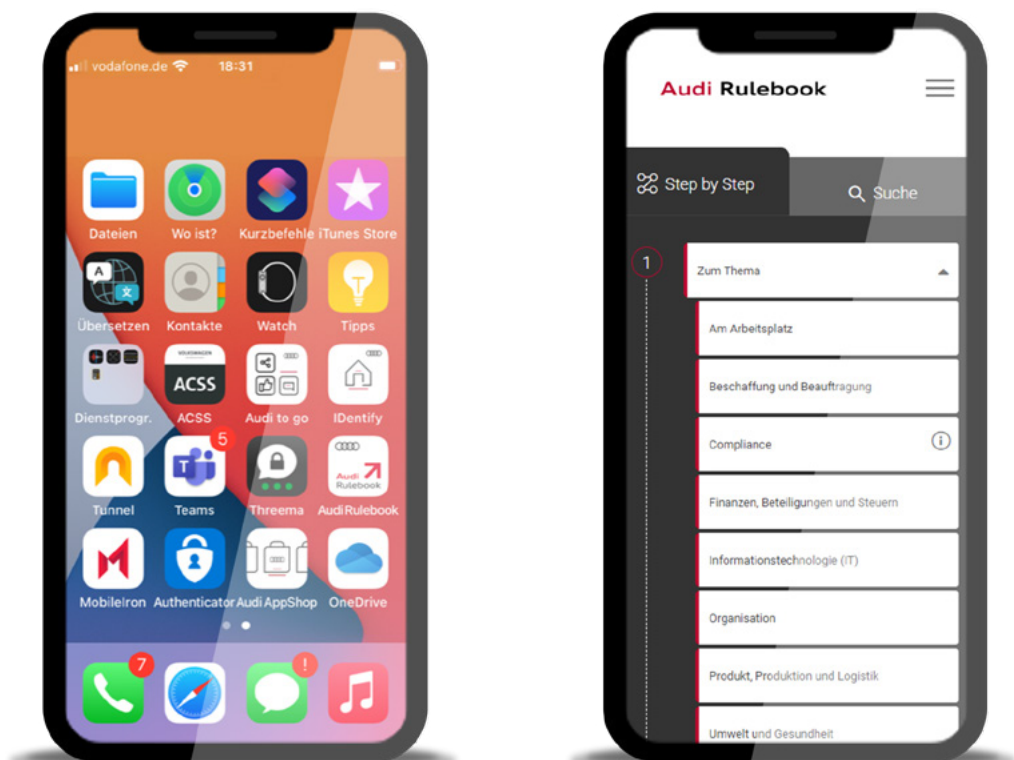 vodafone.de 18:31
Dateien Wo ist? Kurzbefehle iTunes Store
A
文
T
Übersetzen Kontakte Watch Tipps
VOLKSWAGEN
ACSS
Dienstprogr. ACSS Audi to go IDentify
5
T
Audi
Rulebook
Tunnel Teams Threema AudiRulebook
MobileIron Authenticator Audi AppShop OneDrive
7
!
Audi Rulebook
Step by Step
Suche
1
Zum Thema
Am Arbeitsplatz
Beschaffung und Beauftragung
Compliance
Finanzen, Beteiligungen und Steuern
Informationstechnologie (IT)
Organisation
Produkt, Produktion und Logistik
Umwelt und Gesundheit